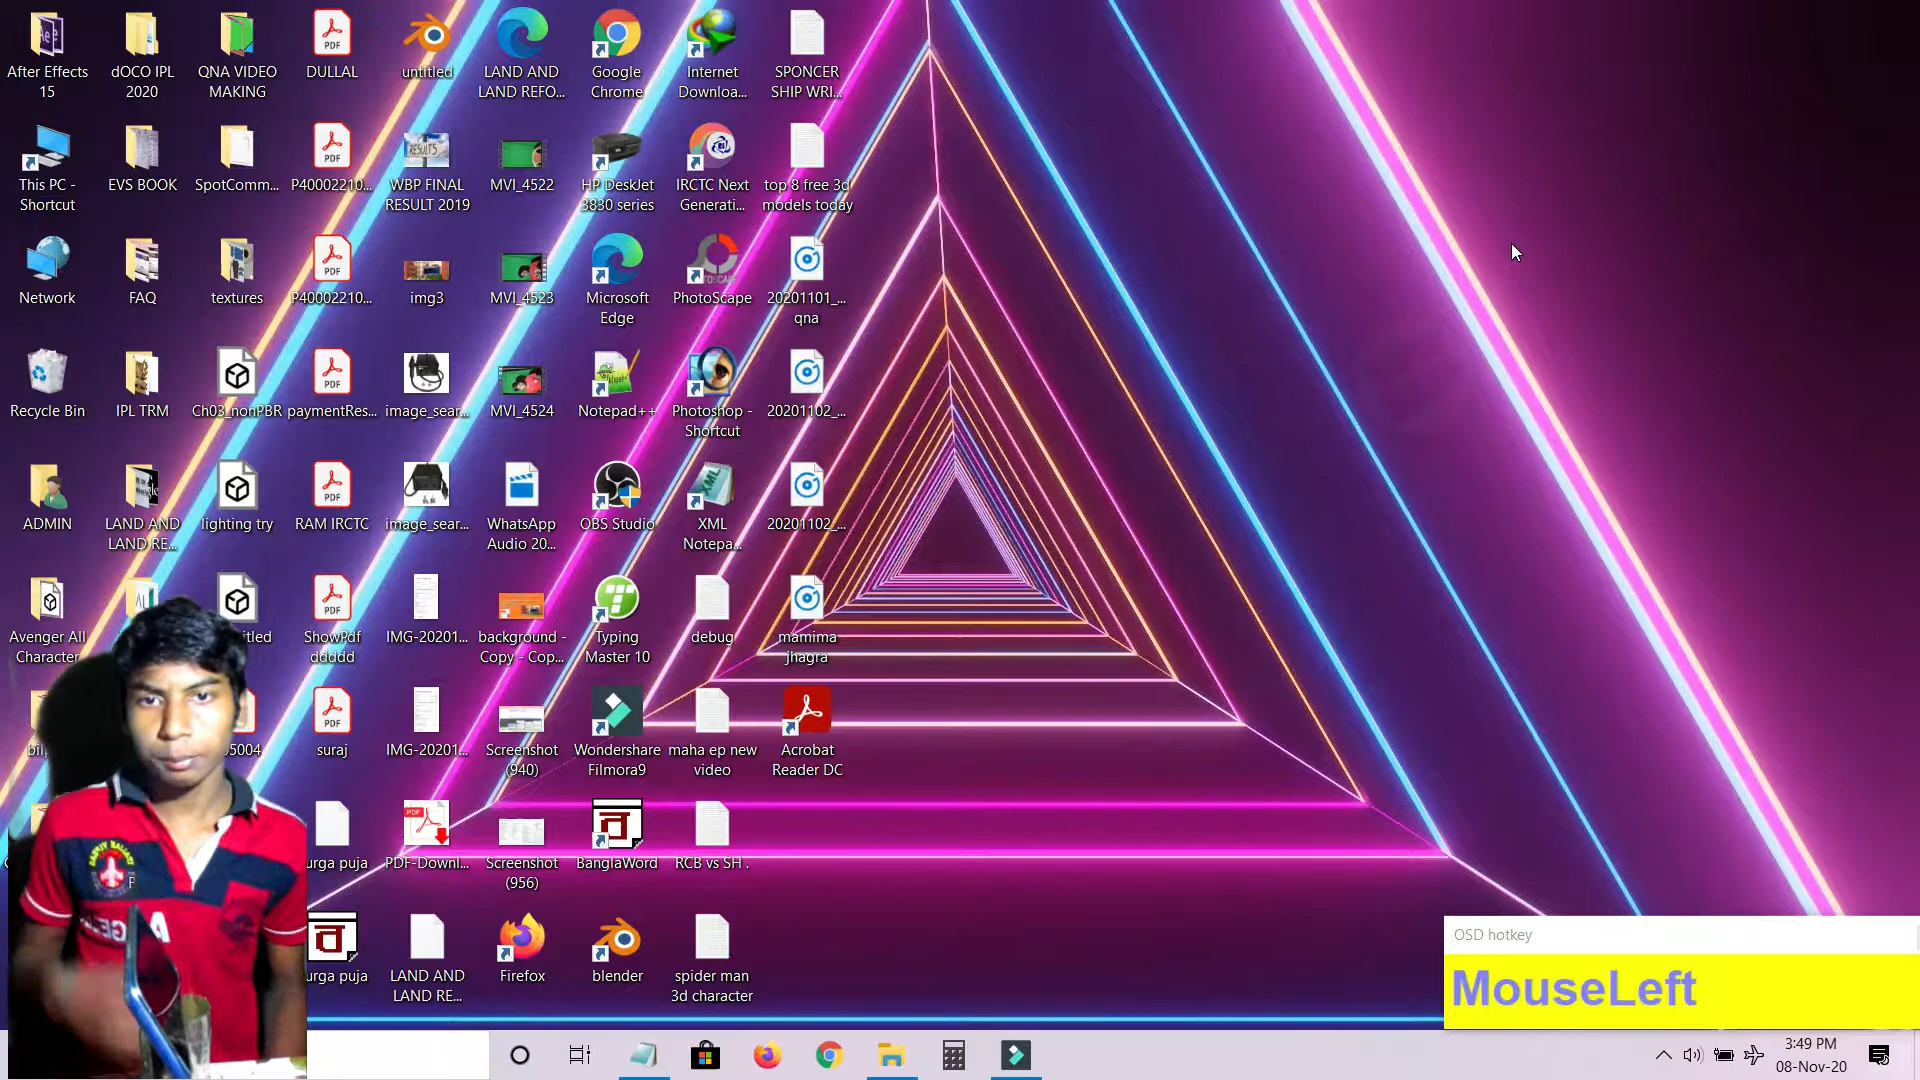 After Effects
15
dOCO IPL
2020
QNA VIDEO
MAKING
DULLAL
untitled
LAND AND
LAND REFO...
Google
Chrome
Internet
Downloa...
SPONCER
SHIP WRI...
This PC -
Shortcut
EVS BOOK
SpotComm...
P40002210...
WBP FINAL
RESULT 2019
MVI_4522
HP DeskJet
3830 series
IRCTC Next
Generati...
top 8 free 3d
models today
Network
FAQ
textures
P40002210...
img3
MVI_4523
Microsoft
Edge
PhotoScape
20201101_...
qna
Recycle Bin
IPL TRM
Ch03_nonPBR
paymentRes...
image_sear...
MVI_4524
Notepad++
Photoshop -
Shortcut
20201102_...
ADMIN
LAND AND
LAND RE...
lighting try
RAM IRCTC
image_sear...
WhatsApp
Audio 20...
OBS Studio
XML
Notepa...
20201102_...
Avenger All
Character
ShowPdf
ddddd
IMG-20201...
background -
Copy - Cop...
Typing
Master 10
debug
mamima
jhagra
suraj
IMG-20201...
Screenshot
(940)
Wondershare
Filmora9
maha ep new
video
Acrobat
Reader DC
urga puja
PDF-Downl...
Screenshot
(956)
BanglaWord
RCB vs SH .
urga puja
LAND AND
LAND RE...
Firefox
blender
spider man
3d character
OSD hotkey
MouseLeft
3:49 PM
08-Nov-20